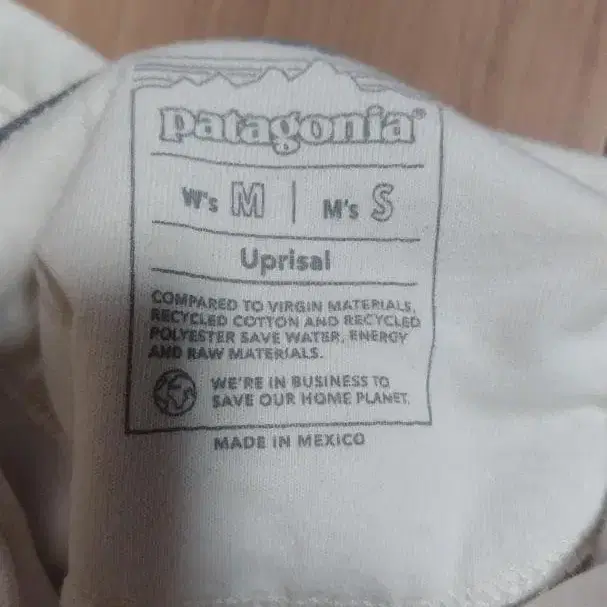 patagonia®
W's M | M's S
Uprisal
COMPARED TO VIRGIN MATERIALS,
RECYCLED COTTON AND RECYCLED
POLYESTER SAVE WATER, ENERGY
AND RAW MATERIALS.
WE'RE IN BUSINESS TO
SAVE OUR HOME PLANET.
MADE IN MEXICO